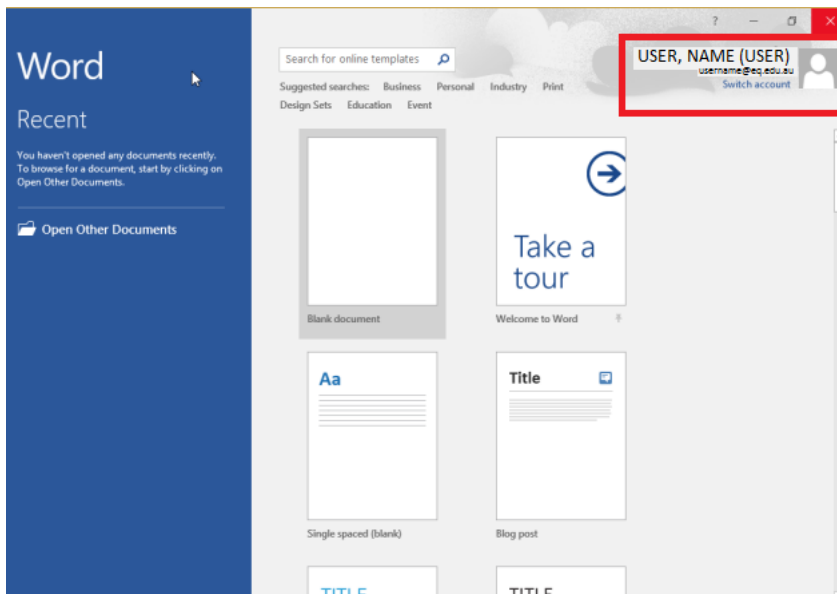 Word
Recent
You haven't opened any documents recently.
To browse for a document, start by clicking on
Open Other Documents.
Open Other Documents
?
Search for online templates
Suggested searches: Business Personal Industry Print
Design Sets Education Event
USER, NAME (USER)
username@eq.edu.au
Switch account
Blank document
Take a
tour
Welcome to Word
Aa
Single spaced (blank)
Title
Blog post
TITLE
TITLE